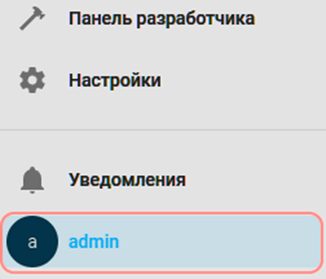 Панель разработчика
Настройки
Уведомления
a
admin